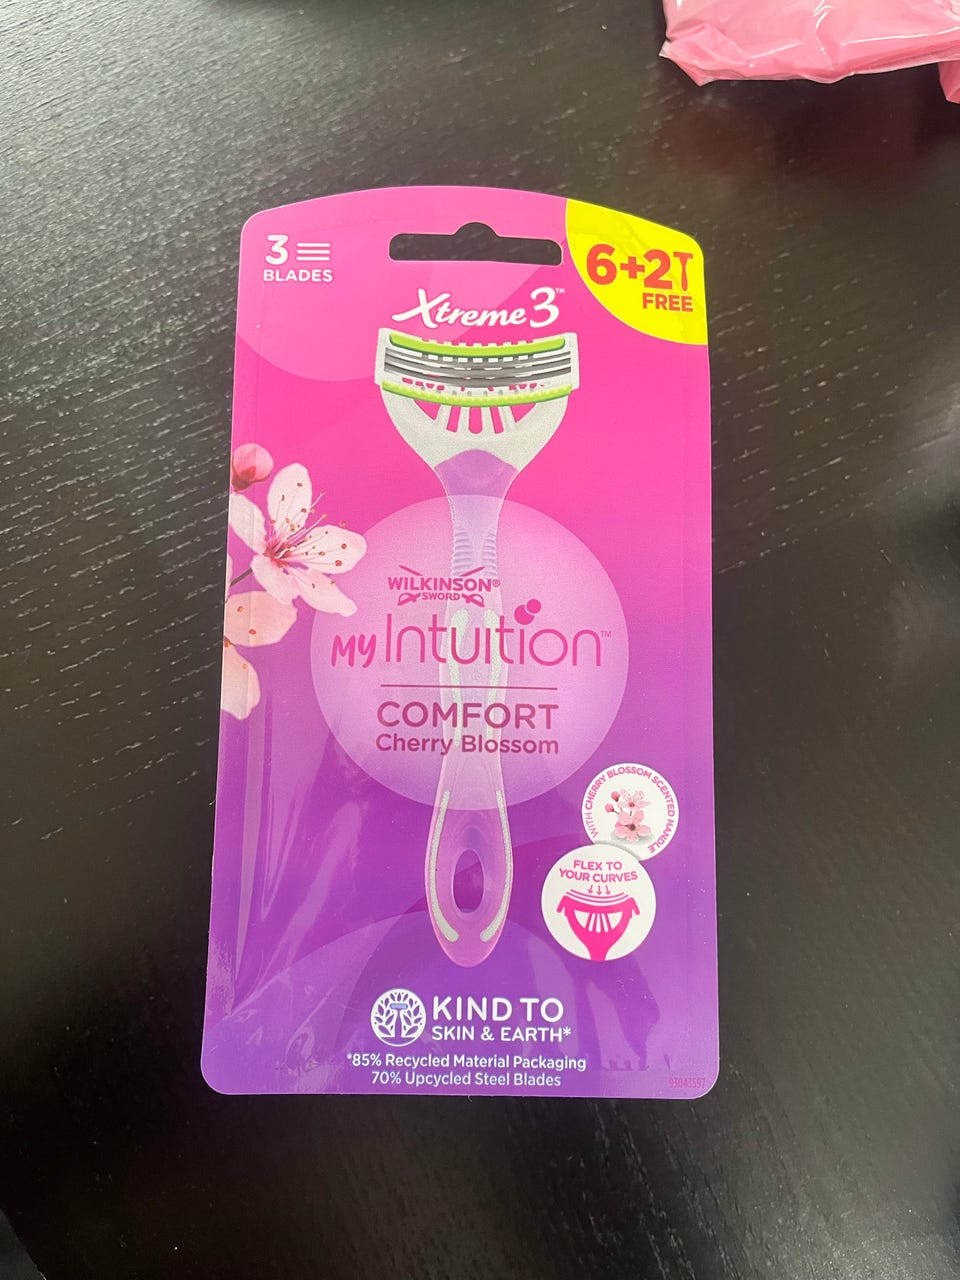 3
BLADES
6+2
FREE
Xtreme3™
WILKINSON®
SWORD
my Intuition™
COMFORT
Cherry Blossom
WITH CHERRY BLOSSOM SCENTED HANDLE
FLEX TO
YOUR CURVES
KIND TO
SKIN & EARTH*
*85% Recycled Material Packaging
70% Upcycled Steel Blades
93043597